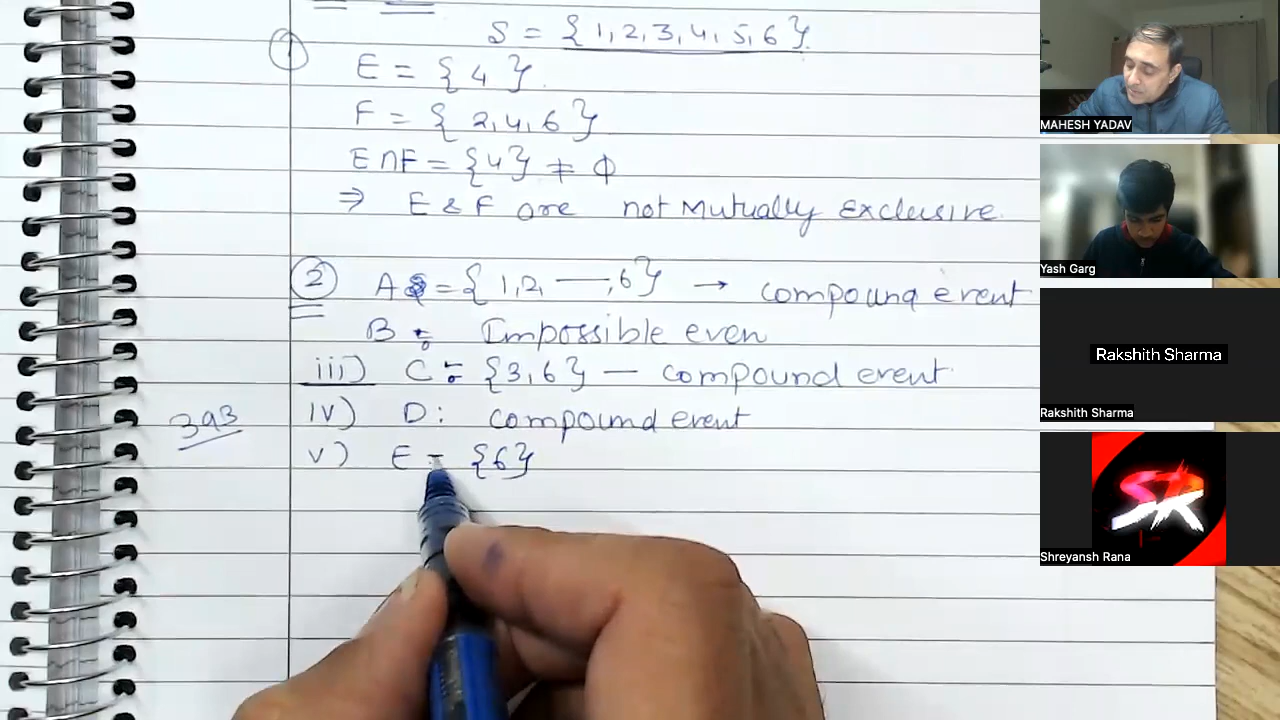 S = {1,2,3,4,5,6}.
1 E = {4}
F = {2,4,6}
E∩F = {4} ≠ ϕ
⇒ E & F are not Mutually Exclusive.
2 A = {1,2, —,6} → compound event
B : Impossible even
iii) C : {3,6} — compound event
393
iv) D : compound event
v) E = {6}
MAHESH YADAV
Yash Garg
Rakshith Sharma
Rakshith Sharma
SR
Shreyansh Rana